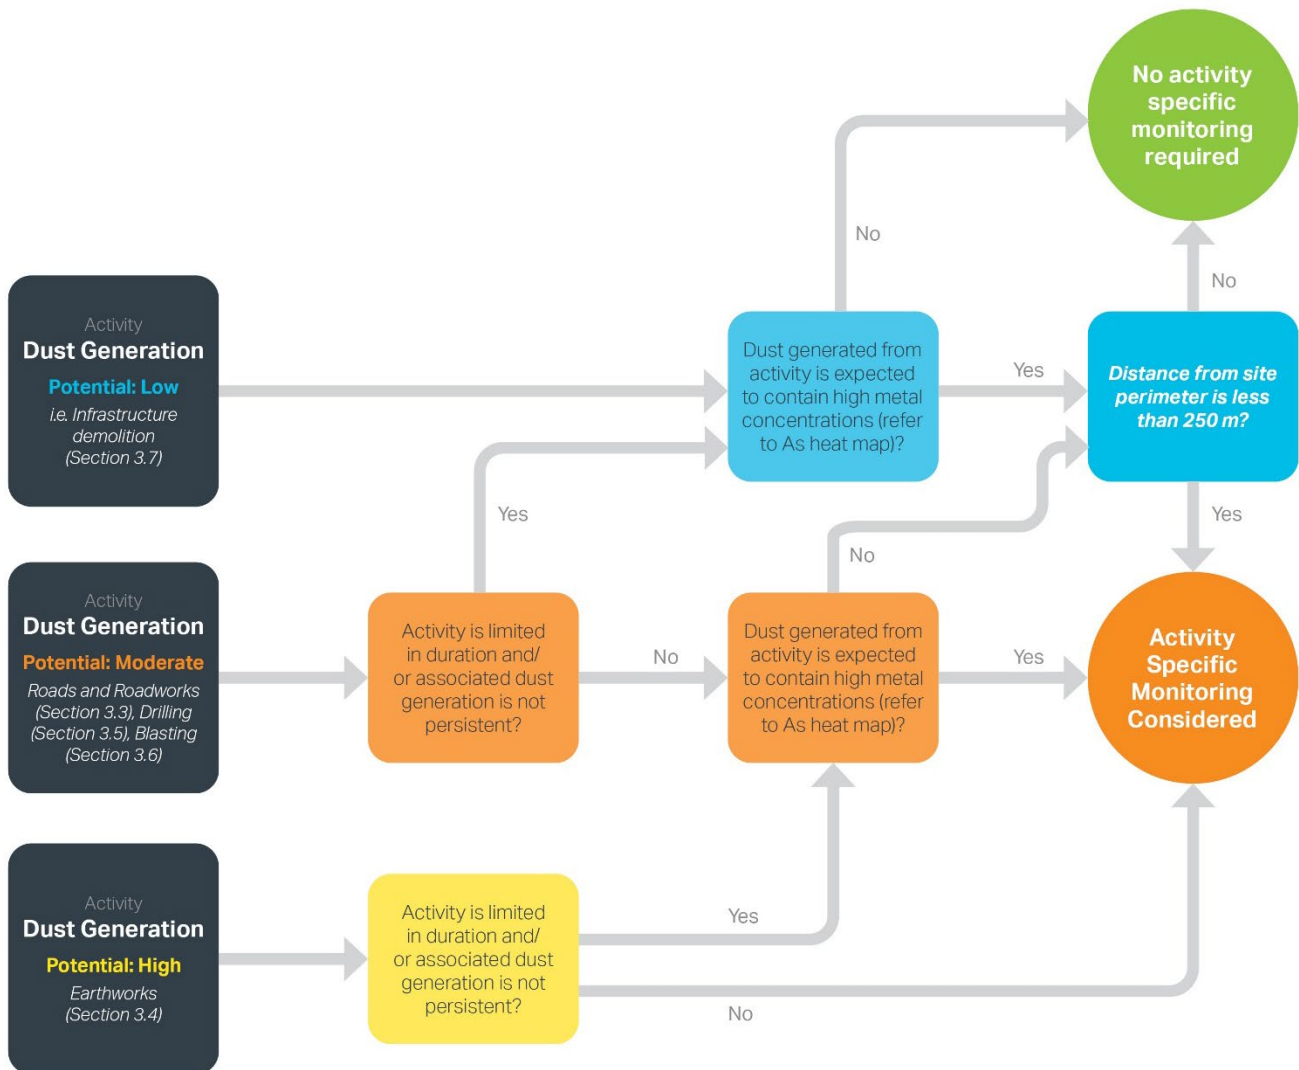 No activity
specific
monitoring
required
No
No
Activity
Dust Generation
Potential: Low
i.e. Infrastructure
demolition
(Section 3.7)
Dust generated from
activity is expected
to contain high metal
concentrations (refer
to As heat map)?
Yes
Distance from site
perimeter is less
than 250 m?
Yes
No
Yes
Activity
Dust Generation
Potential: Moderate
Roads and Roadworks
(Section 3.3), Drilling
(Section 3.5), Blasting
(Section 3.6)
Activity is limited
in duration and/
or associated dust
generation is not
persistent?
No
Dust generated from
activity is expected
to contain high metal
concentrations (refer
to As heat map)?
Yes
Activity
Specific
Monitoring
Considered
Activity
Dust Generation
Potential: High
Earthworks
(Section 3.4)
Activity is limited
in duration and/
or associated dust
generation is not
persistent?
Yes
No